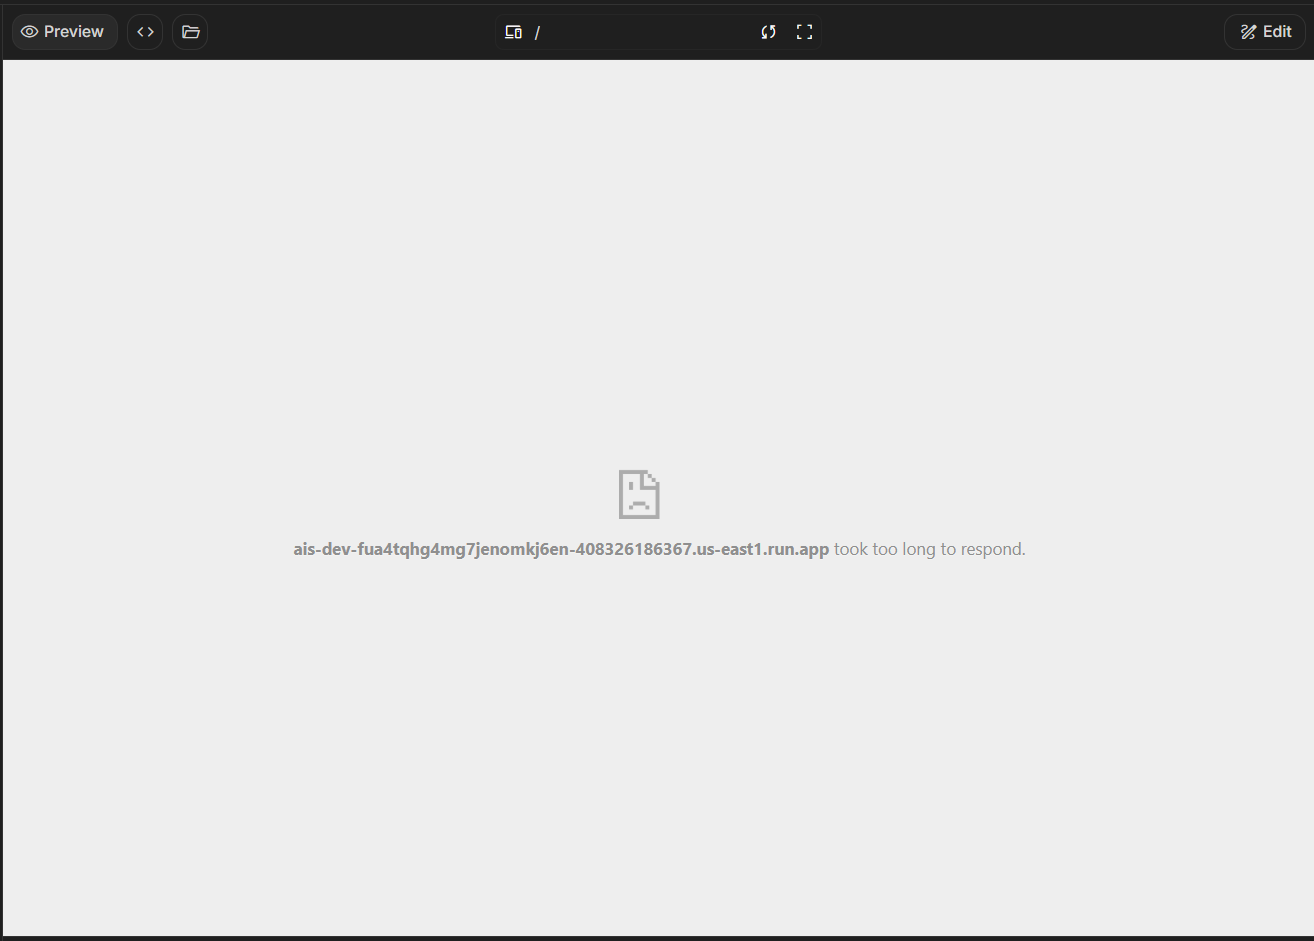 Preview
/
Edit
ais-dev-fua4tqhg4mg7jenomkj6en-408326186367.us-east1.run.app took too long to respond.